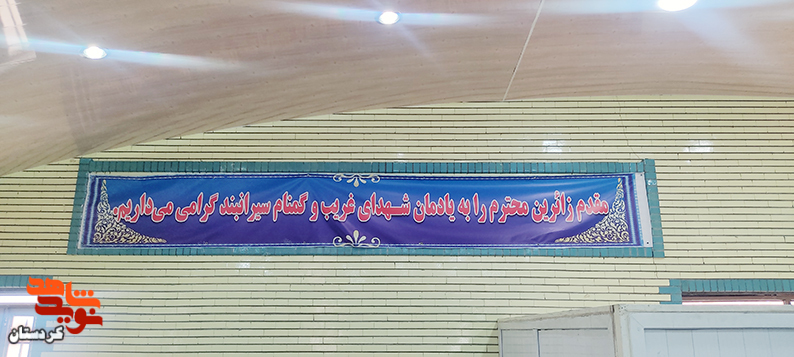 مقدم زائرین محترم را به یادمان شهدای غریب و گمنام سیرانبند گرامی می‌داریم.
نوید شاهد
کردستان